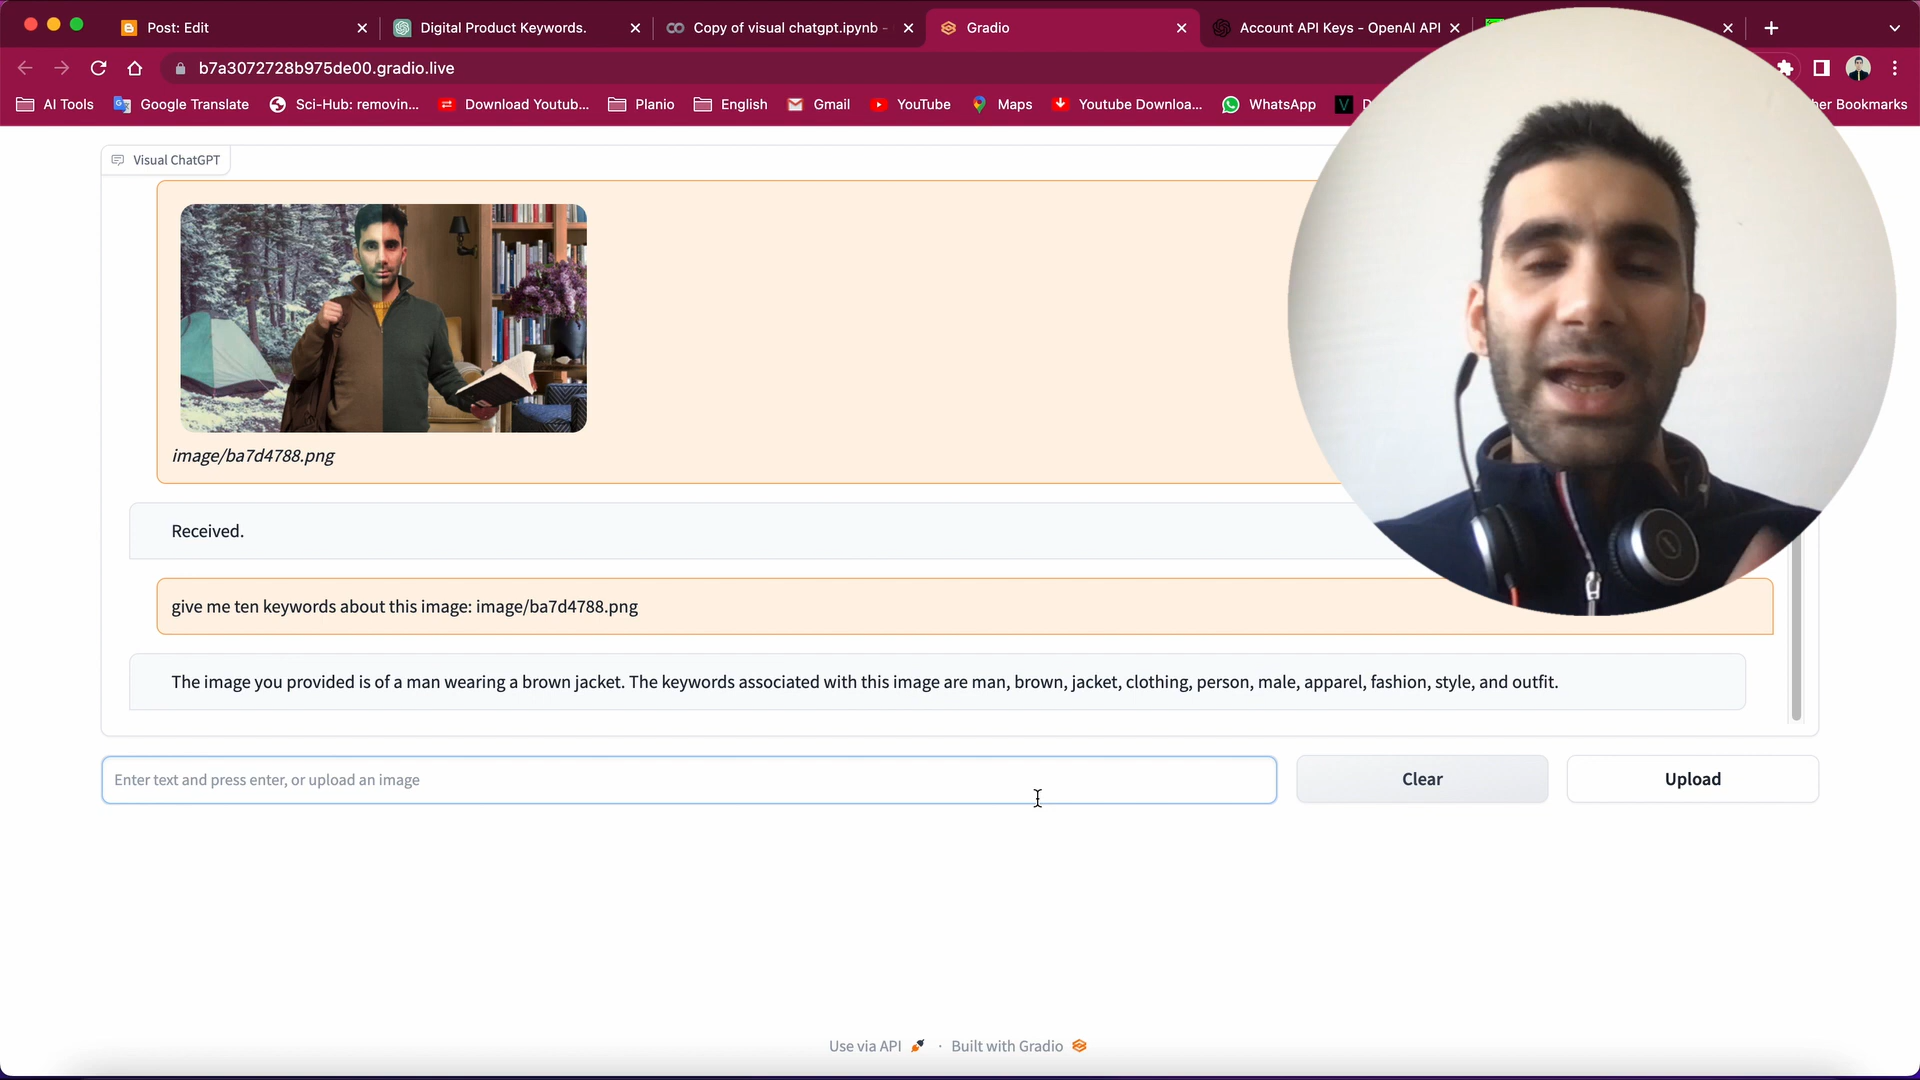 Post: Edit
Digital Product Keywords.
Copy of visual chatgpt.ipynb -
Gradio
Account API Keys - OpenAI API
b7a3072728b975de00.gradio.live
AI Tools
Google Translate
Sci-Hub: removin...
Download Youtub...
Planio
English
Gmail
YouTube
Maps
Youtube Downloa...
WhatsApp
Bookmarks
Visual ChatGPT
image/ba7d4788.png
Received.
give me ten keywords about this image: image/ba7d4788.png
The image you provided is of a man wearing a brown jacket. The keywords associated with this image are man, brown, jacket, clothing, person, male, apparel, fashion, style, and outfit.
Enter text and press enter, or upload an image
Clear
Upload
Use via API · Built with Gradio